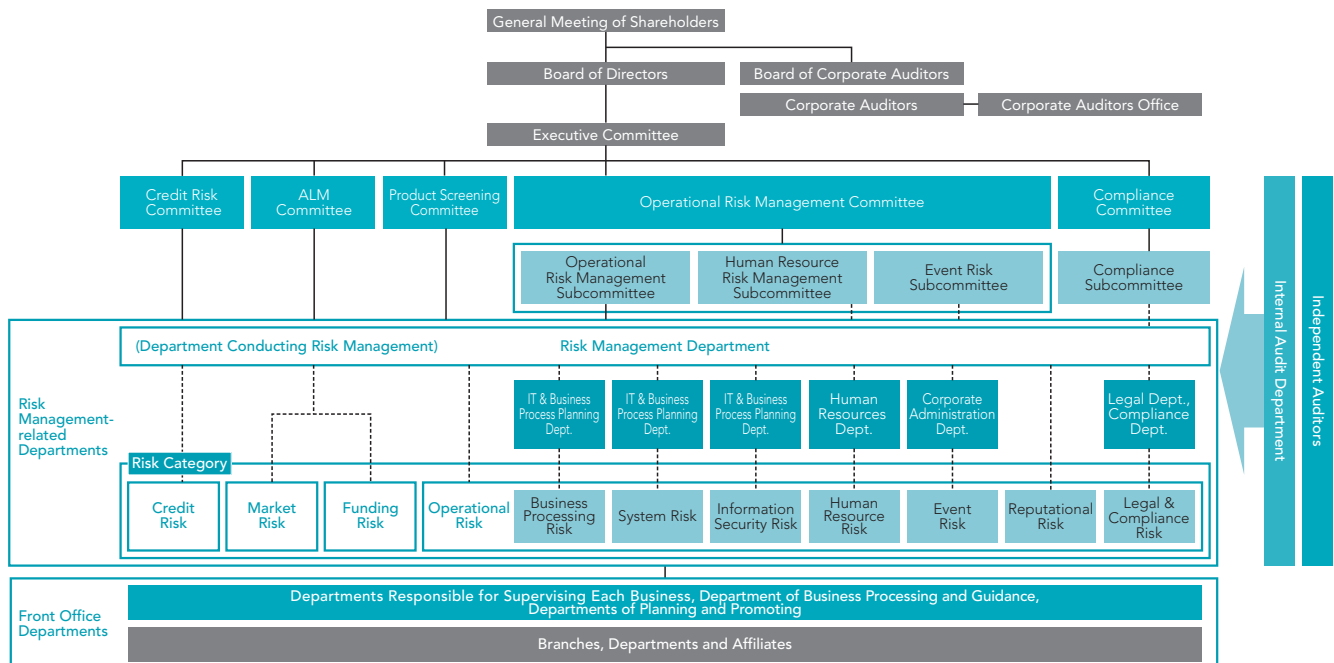 General Meeting of Shareholders
Board of Directors
Board of Corporate Auditors
Corporate Auditors
Corporate Auditors Office
Executive Committee
Credit Risk
Committee
ALM
Committee
Product Screening
Committee
Operational Risk Management Committee
Compliance
Committee
Operational
Risk Management
Subcommittee
Human Resource
Risk Management
Subcommittee
Event Risk
Subcommittee
Compliance
Subcommittee
Internal Audit Department
Independent Auditors
Risk
Management-
related
Departments
(Department Conducting Risk Management)
Risk Management Department
IT & Business
Process Planning
Dept.
IT & Business
Process Planning
Dept.
IT & Business
Process Planning
Dept.
Human
Resources
Dept.
Corporate
Administration
Dept.
Legal Dept.,
Compliance
Dept.
Risk Category
Credit
Risk
Market
Risk
Funding
Risk
Operational
Risk
Business
Processing
Risk
System Risk
Information
Security Risk
Human
Resource
Risk
Event
Risk
Reputational
Risk
Legal &
Compliance
Risk
Front Office
Departments
Departments Responsible for Supervising Each Business, Department of Business Processing and Guidance,
Departments of Planning and Promoting
Branches, Departments and Affiliates